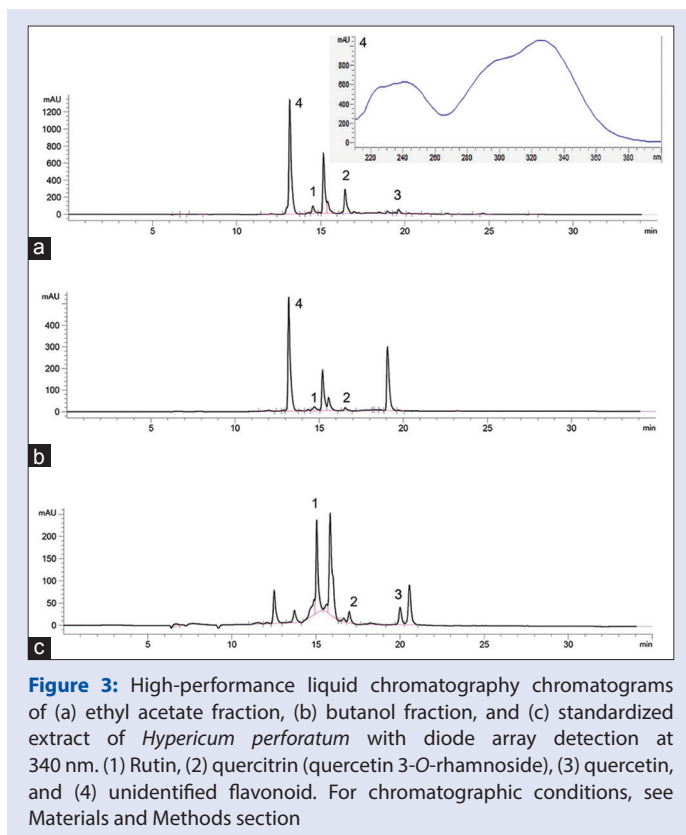 4
mAU
800
600
400
200
0
220 240 260 280 300 320 340 360 380 nm
mAU
1200
1000
800
600
400
200
0
4
1
2
3
5 10 15 20 25 30 min
a
mAU
400
300
200
100
0
4
1
2
5 10 15 20 25 30 min
b
mAU
200
150
100
50
0
1
2
3
5 10 15 20 25 30 min
c
Figure 3: High-performance liquid chromatography chromatograms
of (a) ethyl acetate fraction, (b) butanol fraction, and (c) standardized
extract of Hypericum perforatum with diode array detection at
340 nm. (1) Rutin, (2) quercitrin (quercetin 3-O-rhamnoside), (3) quercetin,
and (4) unidentified flavonoid. For chromatographic conditions, see
Materials and Methods section